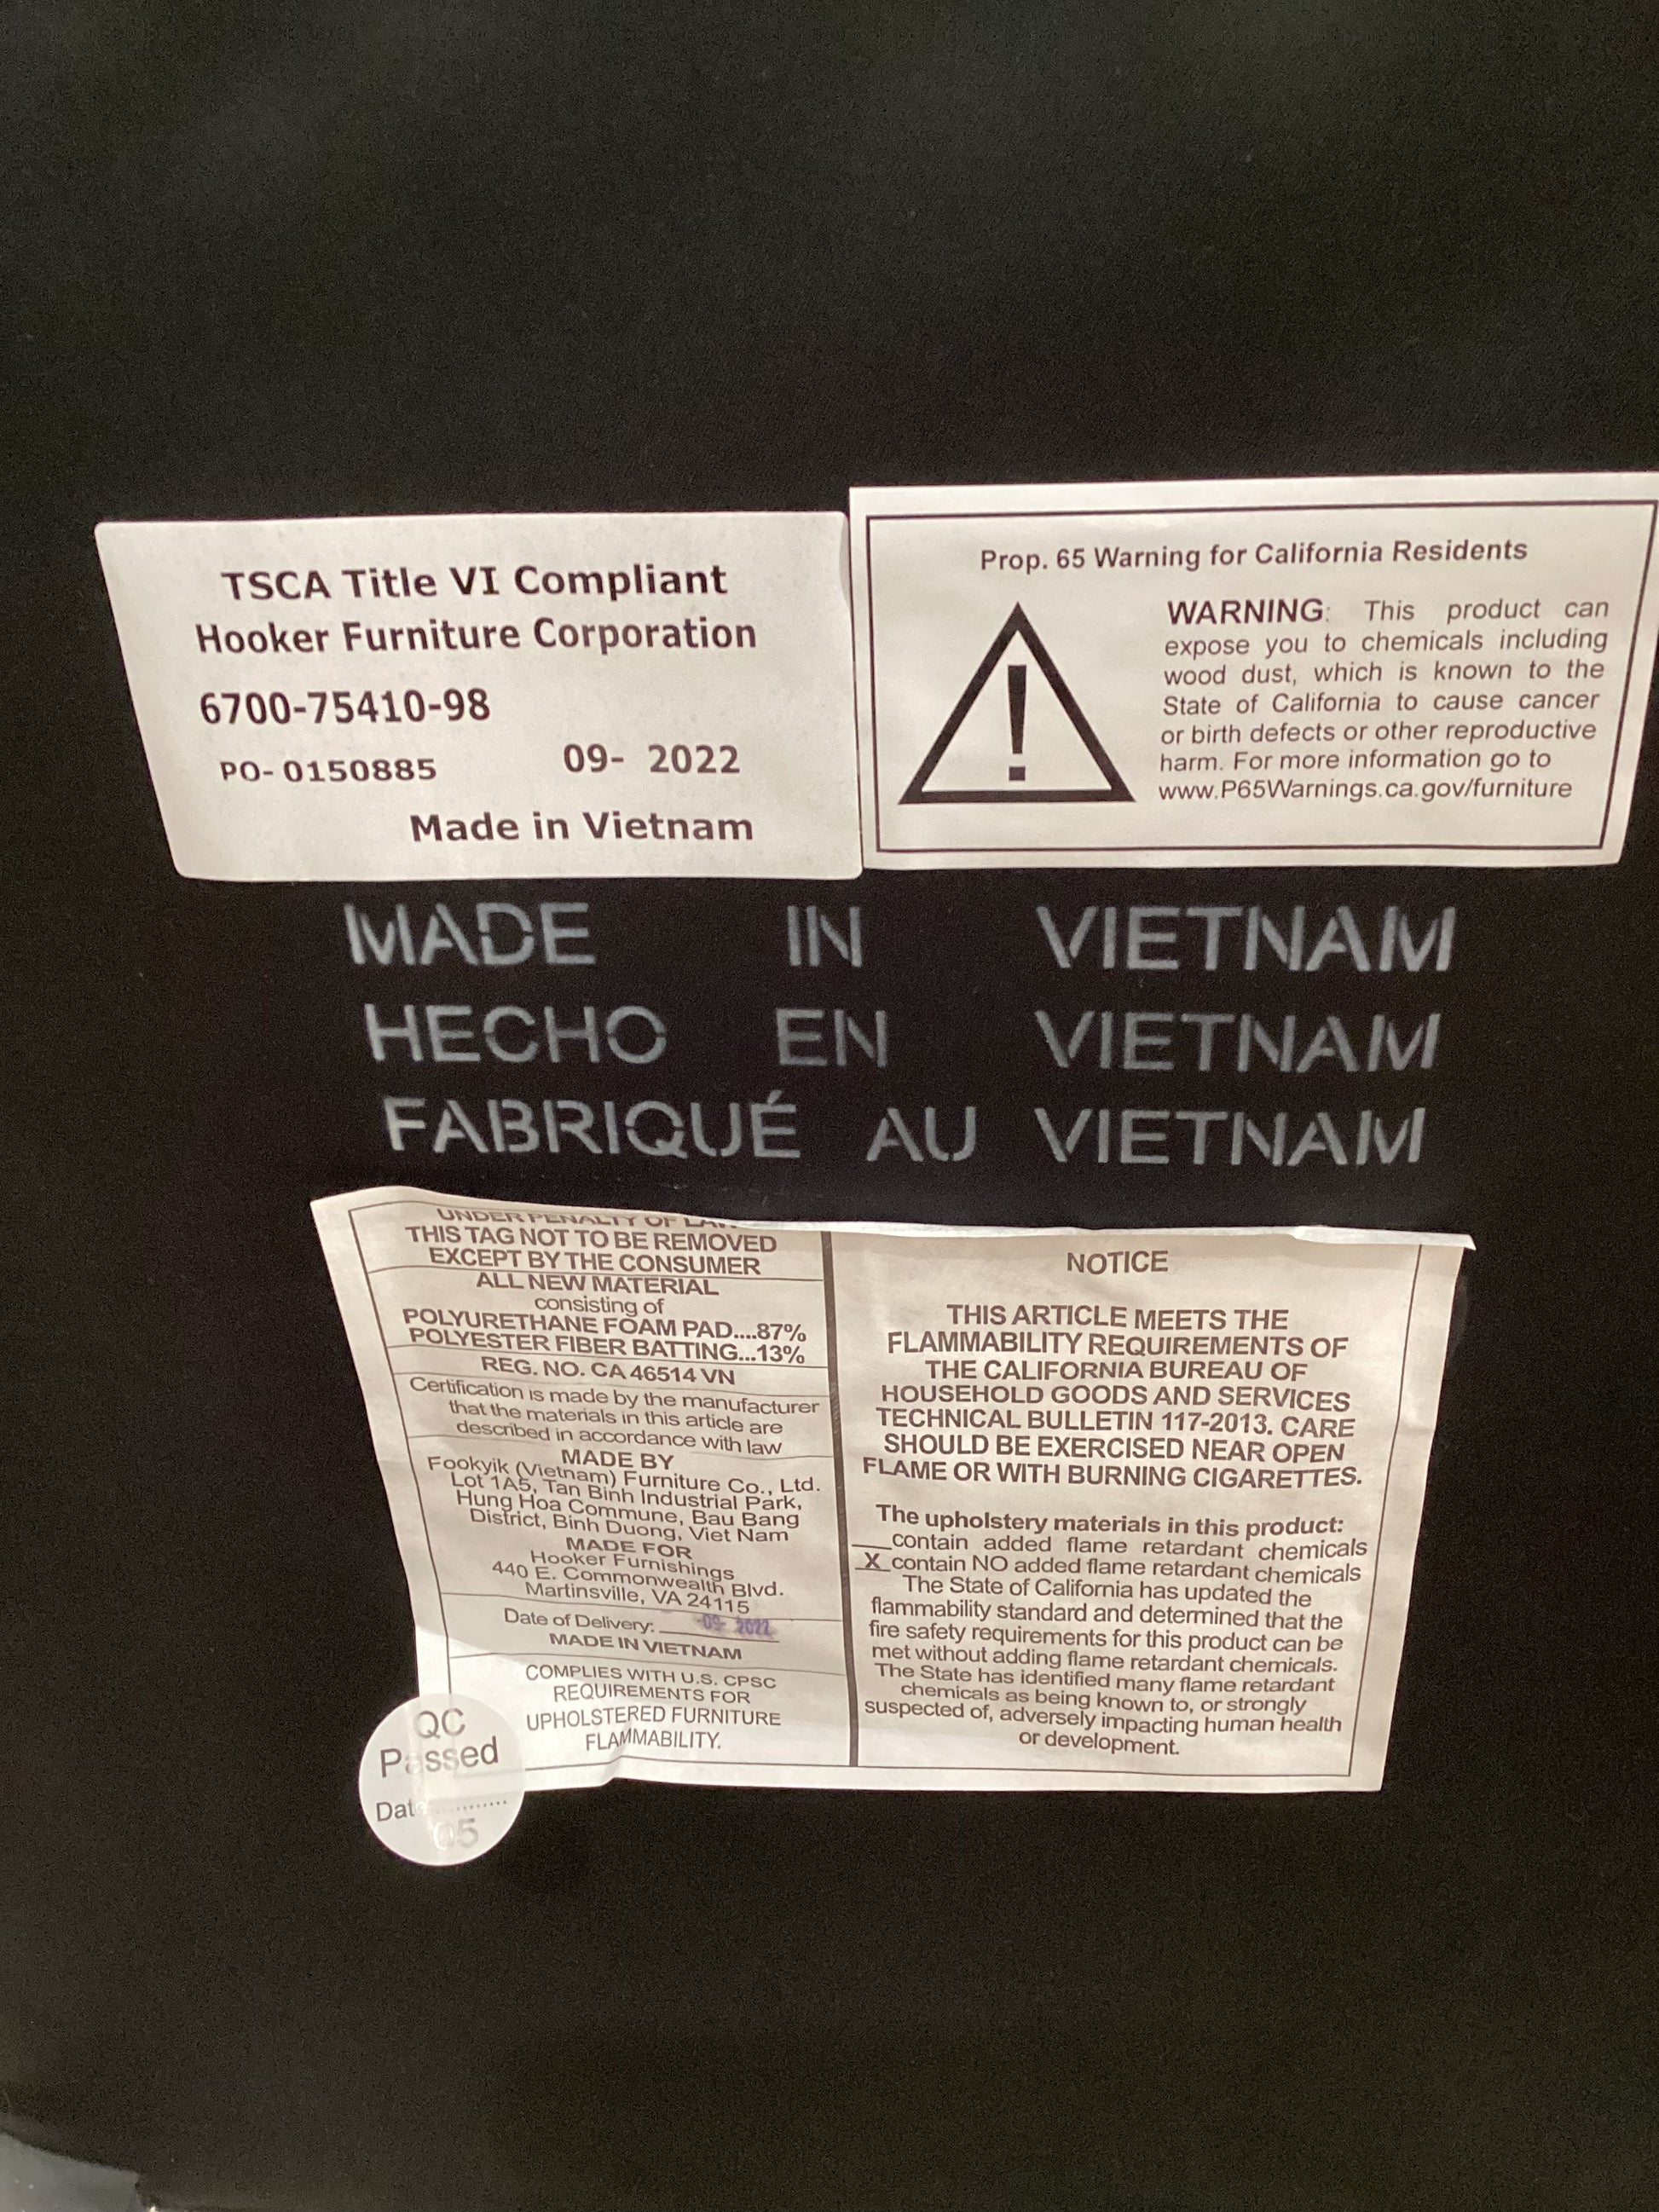 TSCA Title VI Compliant
Hooker Furniture Corporation
6700-75410-98
PO- 0150885 09- 2022
Made in Vietnam
Prop. 65 Warning for California Residents
WARNING: This product can
expose you to chemicals including
wood dust, which is known to the
State of California to cause cancer
or birth defects or other reproductive
harm. For more information go to
www.P65Warnings.ca.gov/furniture
MADE IN VIETNAM
HECHO EN VIETNAM
FABRIQUÉ AU VIETNAM
UNDER PENALTY OF LAW
THIS TAG NOT TO BE REMOVED
EXCEPT BY THE CONSUMER
ALL NEW MATERIAL
consisting of
POLYURETHANE FOAM PAD....87%
POLYESTER FIBER BATTING...13%
REG. NO. CA 46514 VN
Certification is made by the manufacturer
that the materials in this article are
described in accordance with law
MADE BY
Fookyik (Vietnam) Furniture Co., Ltd.
Lot 1A5, Tan Binh Industrial Park,
Hung Hoa Commune, Bau Bang
District, Binh Duong, Viet Nam
MADE FOR
Hooker Furnishings
440 E. Commonwealth Blvd.
Martinsville, VA 24115
Date of Delivery: 09- 2022
MADE IN VIETNAM
COMPLIES WITH U.S. CPSC
REQUIREMENTS FOR
UPHOLSTERED FURNITURE
FLAMMABILITY.
NOTICE
THIS ARTICLE MEETS THE
FLAMMABILITY REQUIREMENTS OF
THE CALIFORNIA BUREAU OF
HOUSEHOLD GOODS AND SERVICES
TECHNICAL BULLETIN 117-2013. CARE
SHOULD BE EXERCISED NEAR OPEN
FLAME OR WITH BURNING CIGARETTES.
The upholstery materials in this product:
___contain added flame retardant chemicals
_X_contain NO added flame retardant chemicals
The State of California has updated the
flammability standard and determined that the
fire safety requirements for this product can be
met without adding flame retardant chemicals.
The State has identified many flame retardant
chemicals as being known to, or strongly
suspected of, adversely impacting human health
or development.
QC
Passed
Date............
05